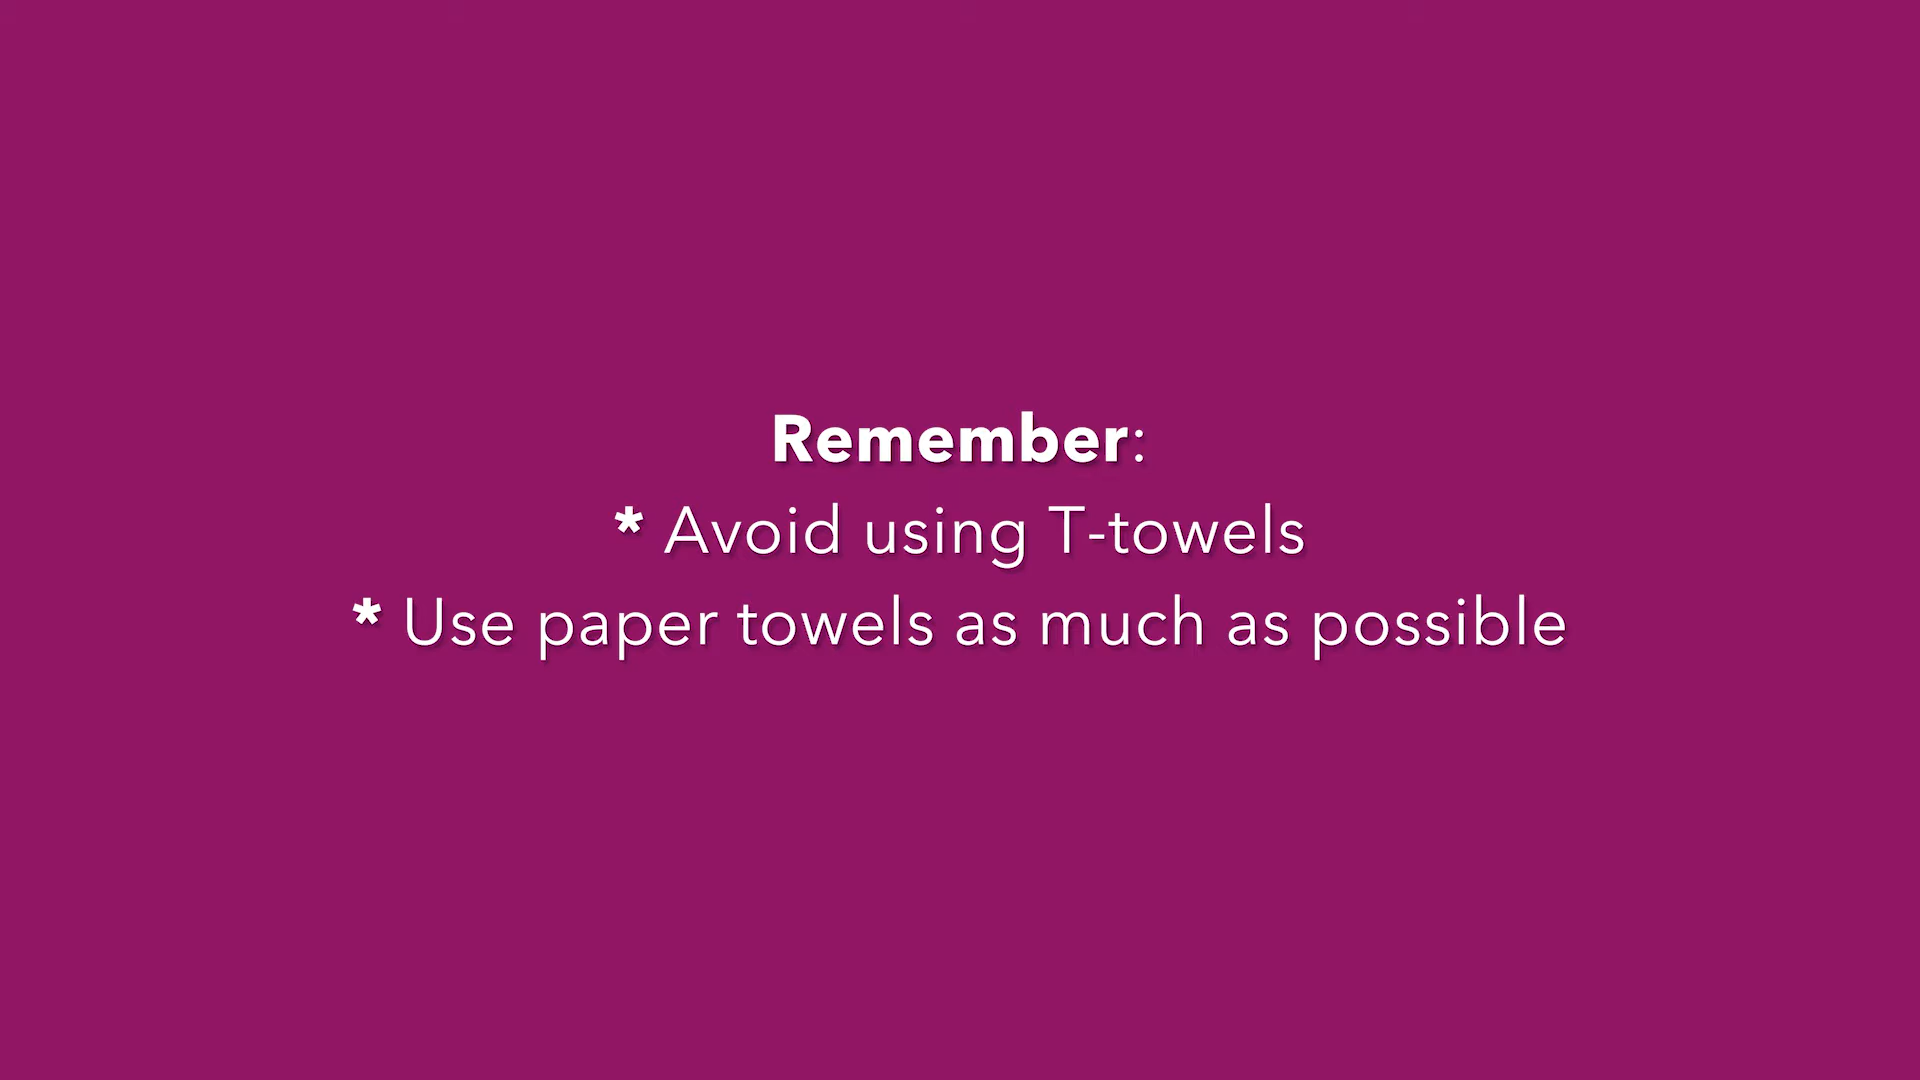 Remember:
* Avoid using T-towels
* Use paper towels as much as possible